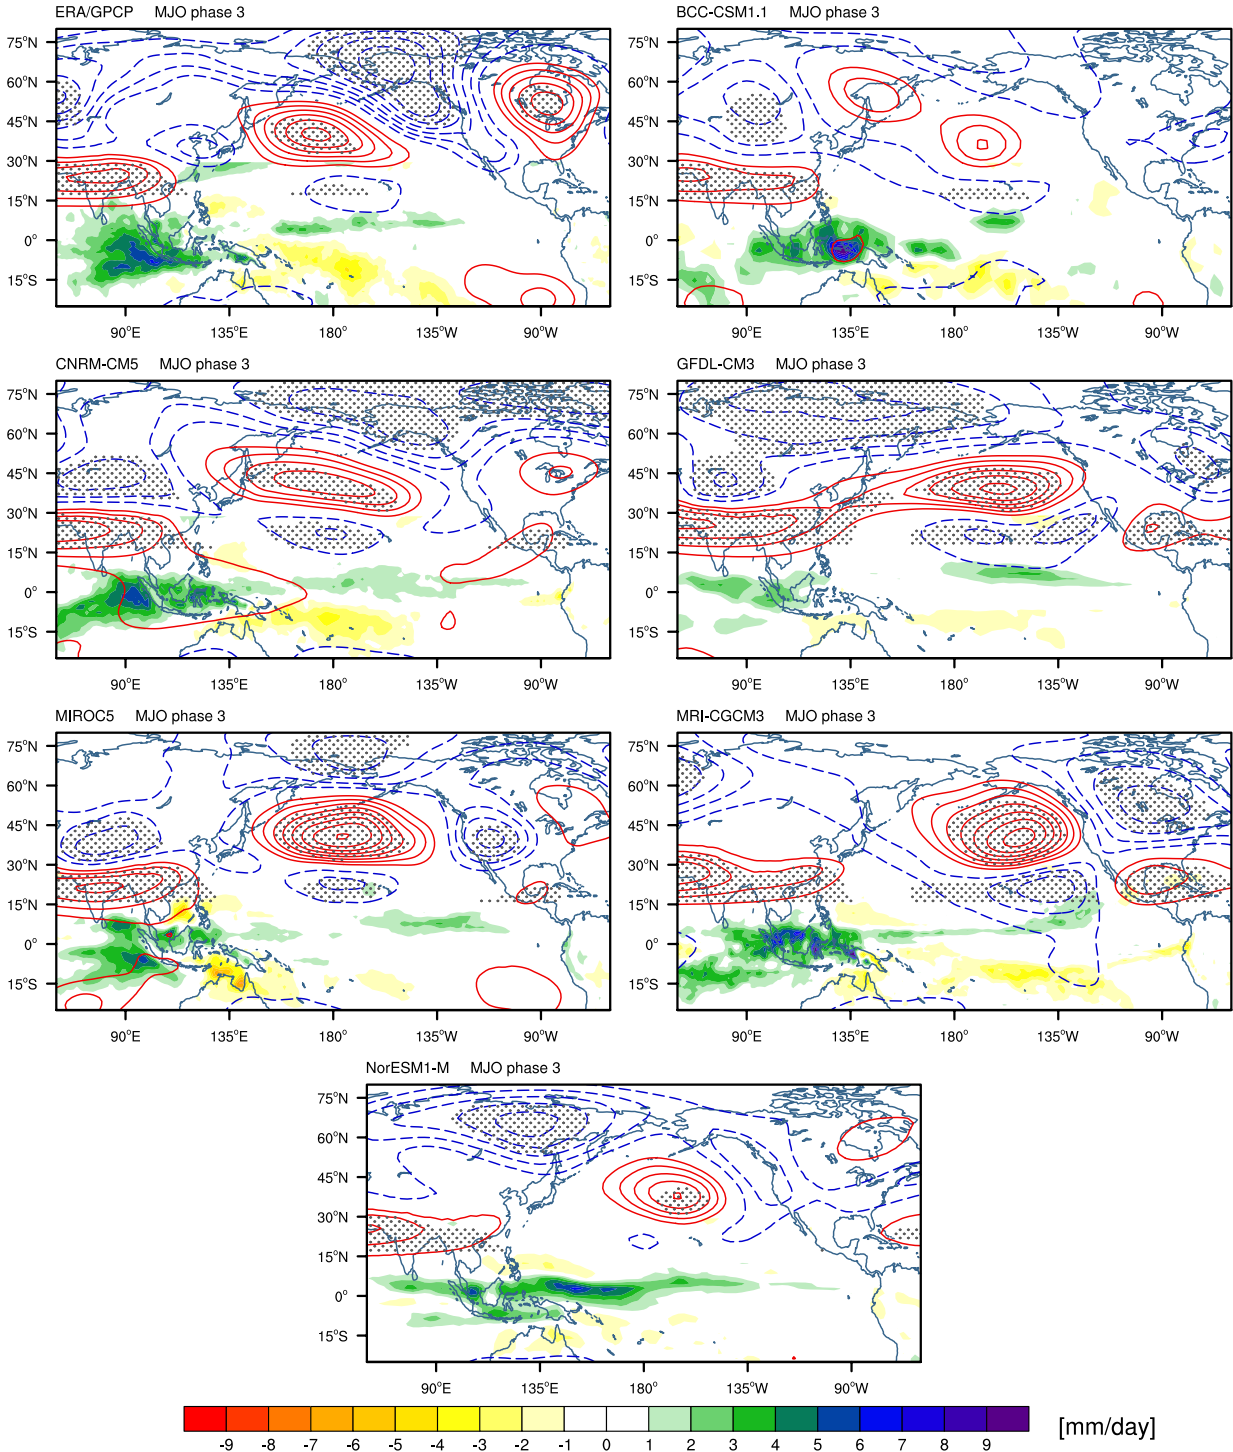 ERA/GPCP MJO phase 3
BCC-CSM1.1 MJO phase 3
75°N
60°N
45°N
30°N
15°N
0°
15°S
90°E 135°E 180° 135°W 90°W
75°N
60°N
45°N
30°N
15°N
0°
15°S
90°E 135°E 180° 135°W 90°W
CNRM-CM5 MJO phase 3
GFDL-CM3 MJO phase 3
75°N
60°N
45°N
30°N
15°N
0°
15°S
90°E 135°E 180° 135°W 90°W
75°N
60°N
45°N
30°N
15°N
0°
15°S
90°E 135°E 180° 135°W 90°W
MIROC5 MJO phase 3
MRI-CGCM3 MJO phase 3
75°N
60°N
45°N
30°N
15°N
0°
15°S
90°E 135°E 180° 135°W 90°W
75°N
60°N
45°N
30°N
15°N
0°
15°S
90°E 135°E 180° 135°W 90°W
NorESM1-M MJO phase 3
75°N
60°N
45°N
30°N
15°N
0°
15°S
90°E 135°E 180° 135°W 90°W
-9 -8 -7 -6 -5 -4 -3 -2 -1 0 1 2 3 4 5 6 7 8 9
[mm/day]